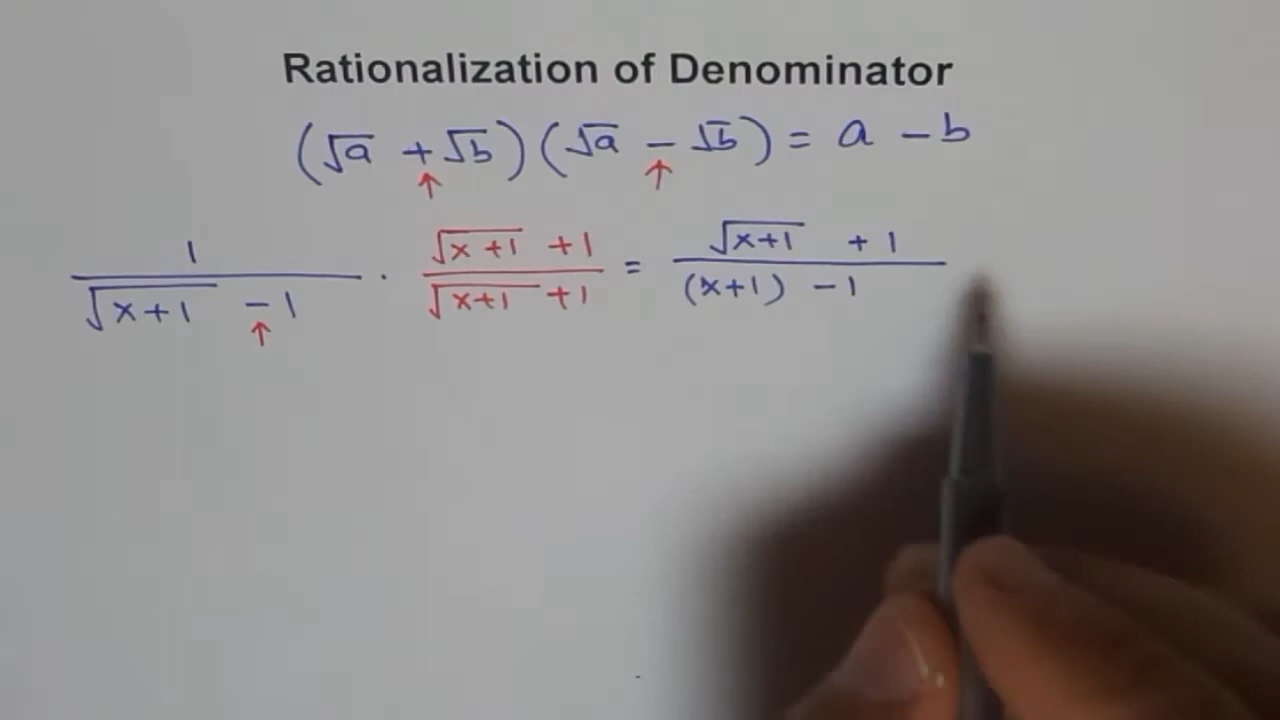 Rationalization of Denominator
(√a + √b)(√a − √b) = a − b
↑ ↑
1 / (√(x+1) − 1) · (√(x+1) + 1) / (√(x+1) + 1) = (√(x+1) + 1) / ((x+1) − 1)
↑